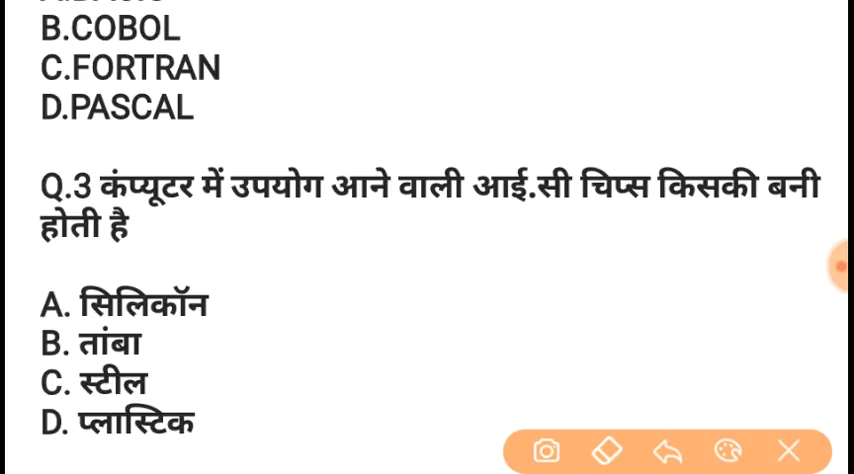 B.COBOL
C.FORTRAN
D.PASCAL
Q.3 कंप्यूटर में उपयोग आने वाली आई.सी चिप्स किसकी बनी
होती है
A. सिलिकॉन
B. तांबा
C. स्टील
D. प्लास्टिक